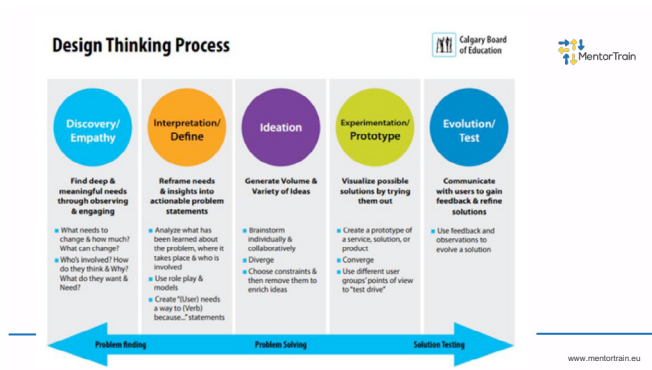 Design Thinking Process
Calgary Board
of Education
MentorTrain
Discovery/
Empathy
Find deep &
meaningful needs
through observing
& engaging
What needs to
change & how much?
What can change?
Who's involved? How
do they think & Why?
What do they want &
Need?
Interpretation/
Define
Reframe needs
& insights into
actionable problem
statements
Analyze what has
been learned about
the problem, where it
takes place & who is
involved
Use role play &
models
Create "(User) needs
a way to (Verb)
because..." statements
Ideation
Generate Volume &
Variety of Ideas
Brainstorm
individually &
collaboratively
Diverge
Choose constraints &
then remove them to
enrich ideas
Experimentation/
Prototype
Visualize possible
solutions by trying
them out
Create a prototype of
a service, solution, or
product
Converge
Use different user
groups' points of view
to "test drive"
Evolution/
Test
Communicate
with users to gain
feedback & refine
solutions
Use feedback and
observations to
evolve a solution
Problem finding
Problem Solving
Solution Testing
www.mentortrain.eu